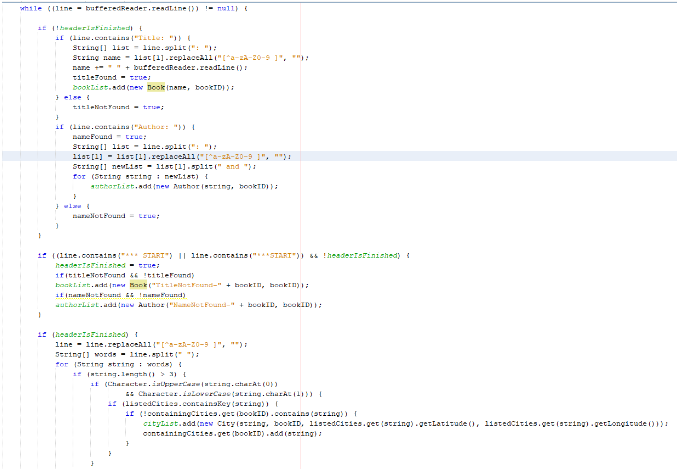 while ((line = bufferedReader.readLine()) != null) {
if (!headerIsFinished) {
if (line.contains("Title: ")) {
String[] list = line.split(": ");
String name = list[1].replaceAll("[^a-zA-Z0-9 ]", "");
name += " " + bufferedReader.readLine();
titleFound = true;
bookList.add(new Book(name, bookID));
} else {
titleNotFound = true;
}
if (line.contains("Author: ")) {
nameFound = true;
String[] list = line.split(": ");
list[1] = list[1].replaceAll("[^a-zA-Z0-9 ]", "");
String[] newList = list[1].split(" and ");
for (String string : newList) {
authorList.add(new Author(string, bookID));
}
} else {
nameNotFound = true;
}
}
if ((line.contains("*** START") || line.contains("***START")) && !headerIsFinished) {
headerIsFinished = true;
if(titleNotFound && !titleFound)
bookList.add(new Book("TitleNotFound-" + bookID, bookID));
if(nameNotFound && !nameFound)
authorList.add(new Author("NameNotFound-" + bookID, bookID));
}
if (headerIsFinished) {
line = line.replaceAll("[^a-zA-Z0-9 ]", "");
String[] words = line.split(" ");
for (String string : words) {
if (string.length() > 3) {
if (Character.isUpperCase(string.charAt(0))
&& Character.isLowerCase(string.charAt(1))) {
if (listedCities.containsKey(string)) {
if (!containingCities.get(bookID).contains(string)) {
cityList.add(new City(string, bookID, listedCities.get(string).getLatitude(), listedCities.get(string).getLongitude()));
containingCities.get(bookID).add(string);
}
}
}